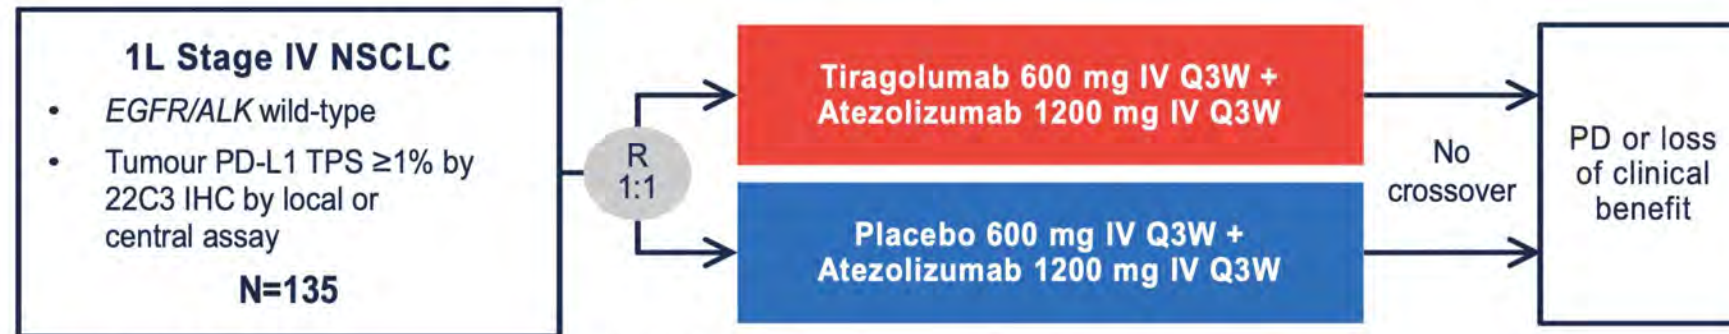 1L Stage IV NSCLC
• EGFR/ALK wild-type
• Tumour PD-L1 TPS ≥1% by
22C3 IHC by local or
central assay
N=135
R
1:1
Tiragolumab 600 mg IV Q3W +
Atezolizumab 1200 mg IV Q3W
Placebo 600 mg IV Q3W +
Atezolizumab 1200 mg IV Q3W
No
crossover
PD or loss
of clinical
benefit